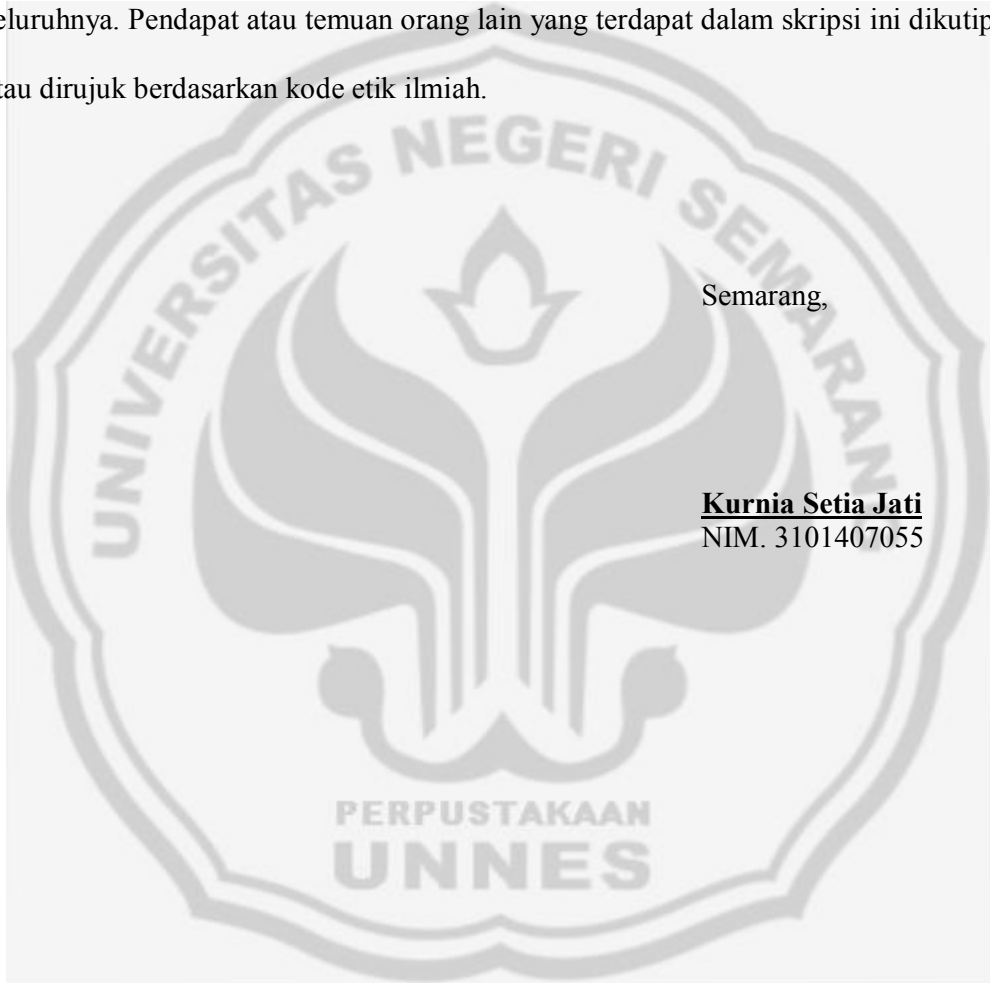 eluruhnya. Pendapat atau temuan orang lain yang terdapat dalam skripsi ini dikutip
tau dirujuk berdasarkan kode etik ilmiah.
UNIVERSITAS NEGERI SEMARANG
Semarang,
Kurnia Setia Jati
NIM. 3101407055
PERPUSTAKAAN
UNNES